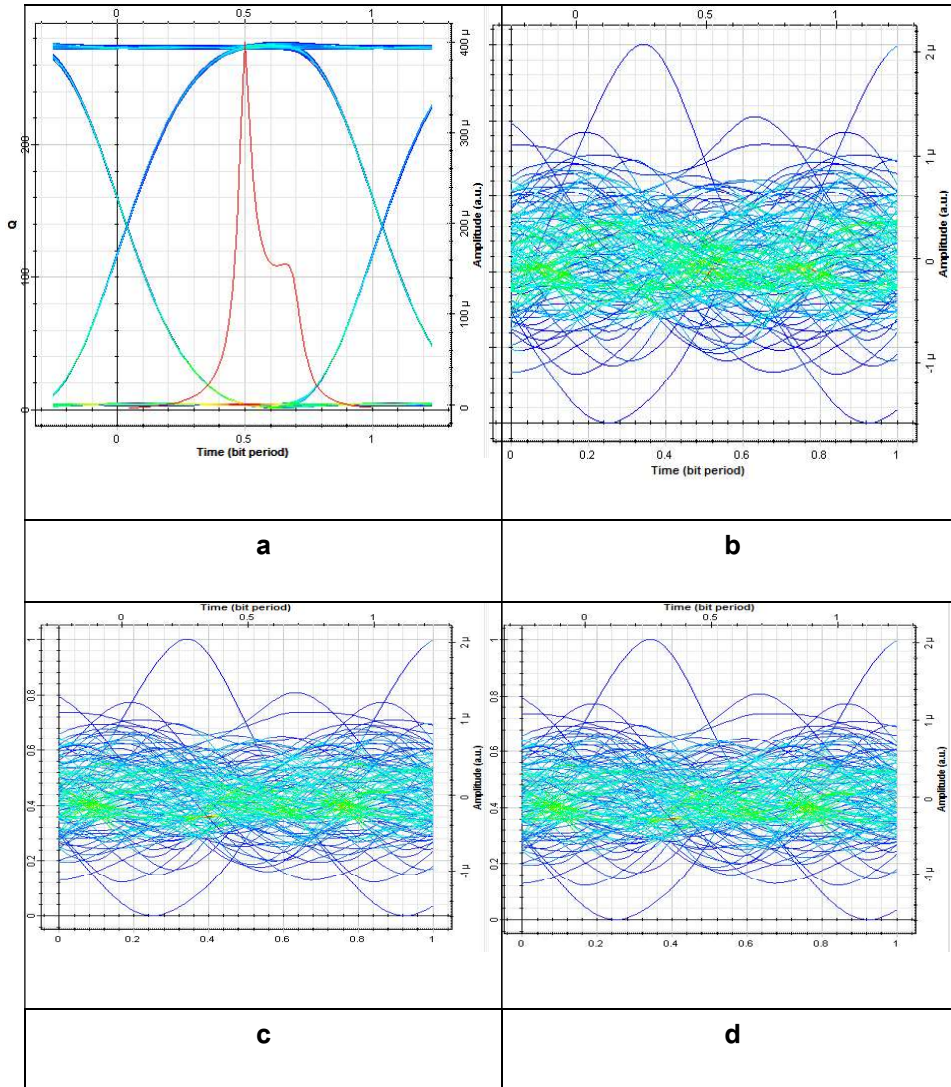 0 0.5 1
Q
200
100
0
400 µ
300 µ
200 µ
100 µ
0
Amplitude (a.u.)
0 0.5 1
Time (bit period)
0 0.5 1
2 µ
1 µ
0
-1 µ
Amplitude (a.u.)
0 0.2 0.4 0.6 0.8 1
Time (bit period)
a
b
Time (bit period)
0 0.5 1
1
0.8
0.6
0.4
0.2
0
2 µ
1 µ
0
-1 µ
Amplitude (a.u.)
0 0.2 0.4 0.6 0.8 1
Time (bit period)
0 0.5 1
1
0.8
0.6
0.4
0.2
0
2 µ
1 µ
0
-1 µ
Amplitude (a.u.)
0 0.2 0.4 0.6 0.8 1
c
d